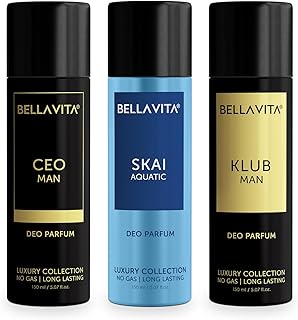 BELLAVITA®
CEO
MAN
DEO PARFUM
LUXURY COLLECTION
NO GAS | LONG LASTING
150 ml / 5.07 fl oz.
BELLAVITA®
SKAI
AQUATIC
DEO PARFUM
LUXURY COLLECTION
NO GAS | LONG LASTING
150 ml / 5.07 fl oz.
BELLAVITA®
KLUB
MAN
DEO PARFUM
LUXURY COLLECTION
NO GAS | LONG LASTING
150 ml / 5.07 fl oz.